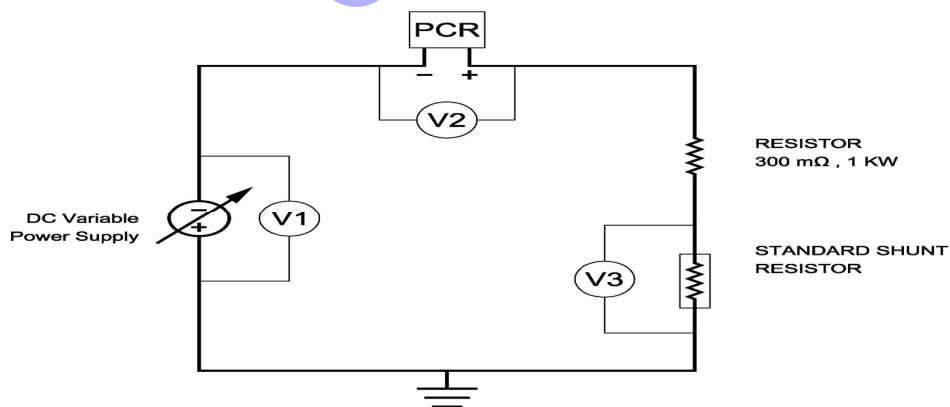 PCR
− +
V2
RESISTOR
300 mΩ , 1 KW
DC Variable
Power Supply
−
+
V1
STANDARD SHUNT
RESISTOR
V3